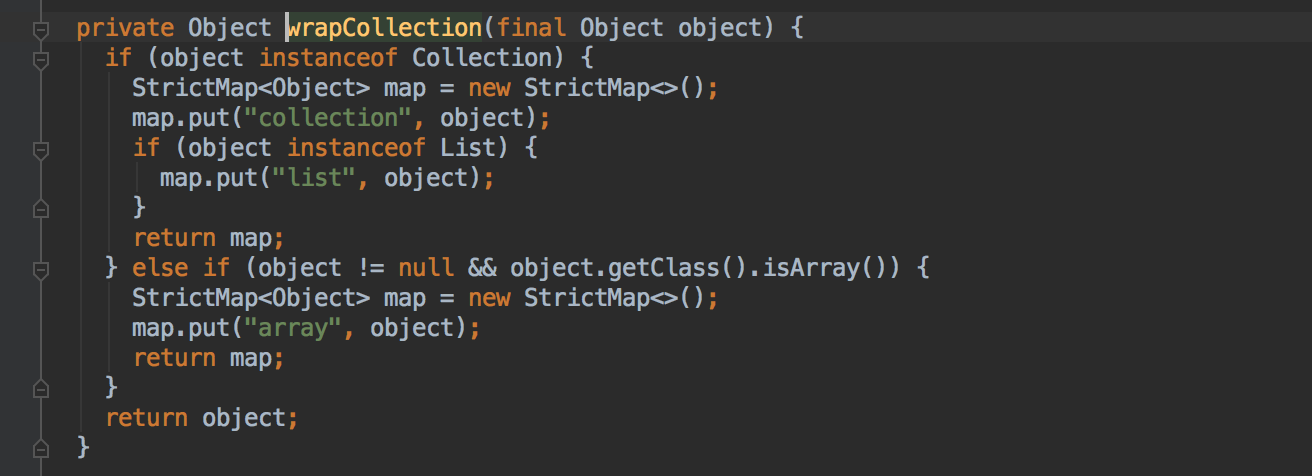 private Object wrapCollection(final Object object) {
if (object instanceof Collection) {
StrictMap<Object> map = new StrictMap<>();
map.put("collection", object);
if (object instanceof List) {
map.put("list", object);
}
return map;
} else if (object != null && object.getClass().isArray()) {
StrictMap<Object> map = new StrictMap<>();
map.put("array", object);
return map;
}
return object;
}